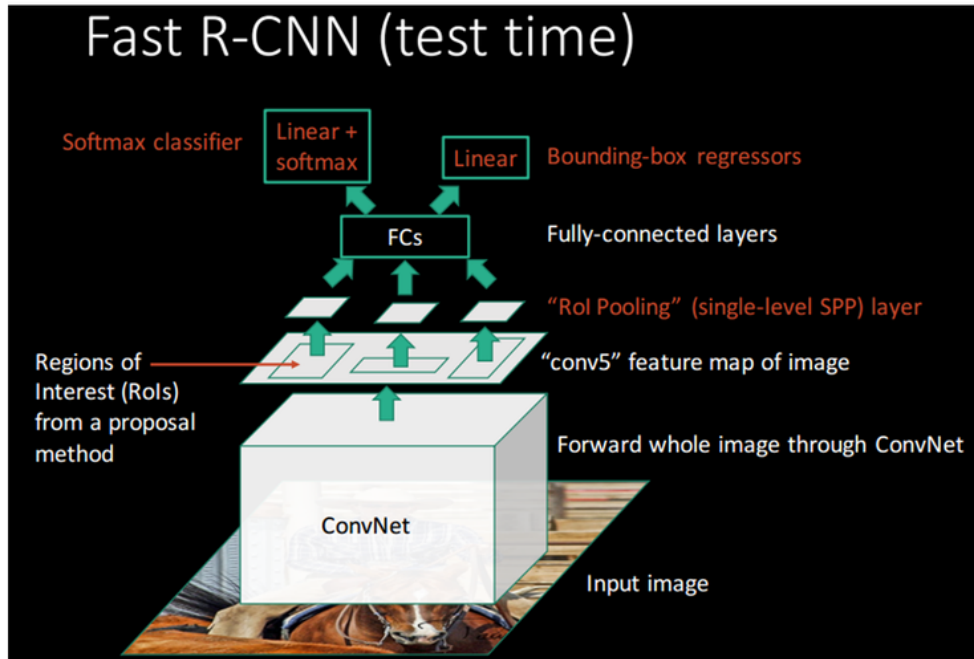 Fast R-CNN (test time)
Softmax classifier
Linear +
softmax
Linear
Bounding-box regressors
FCs
Fully-connected layers
“RoI Pooling” (single-level SPP) layer
Regions of
Interest (RoIs)
from a proposal
method
“conv5” feature map of image
Forward whole image through ConvNet
ConvNet
Input image